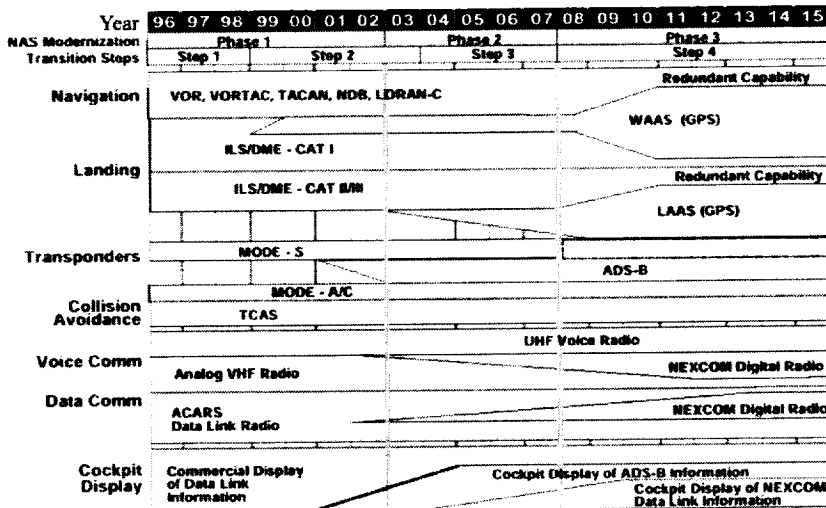 Year 96 97 98 99 00 01 02 03 04 05 06 07 08 09 10 11 12 13 14 15
NAS Modernization Phase 1 Phase 2 Phase 3
Transition Steps Step 1 Step 2 Step 3 Step 4
Redundant Capability
Navigation VOR, VORTAC, TACAN, NDB, LORAN-C
WAAS (GPS)
ILS/DME - CAT I
Landing
Redundant Capability
ILS/DME - CAT II/III
LAAS (GPS)
Transponders MODE - S
ADS-B
MODE - A/C
Collision
Avoidance TCAS
UHF Voice Radio
Voice Comm
Analog VHF Radio NEXCOM Digital Radio
Data Comm
ACARS NEXCOM Digital Radio
Data Link Radio
Cockpit
Display
Commercial Display
of Data Link
Information
Cockpit Display of ADS-B Information
Cockpit Display of NEXCOM
Data Link Information